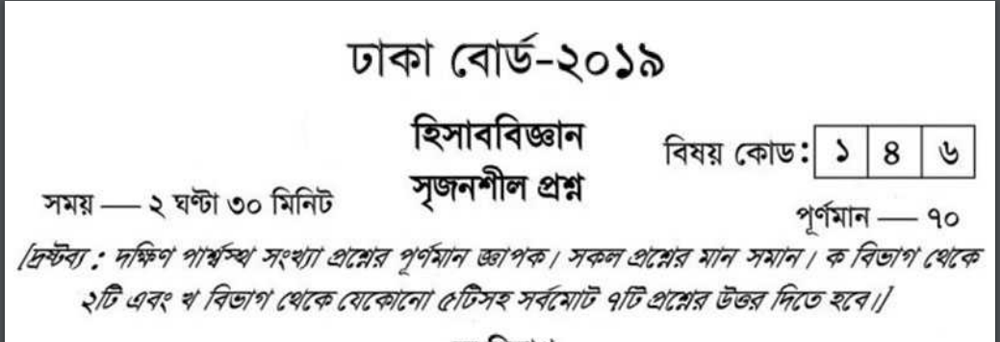 ঢাকা বোর্ড-২০১৯
হিসাববিজ্ঞান
বিষয় কোড: ১ ৪ ৬
সৃজনশীল প্রশ্ন
সময় — ২ ঘণ্টা ৩০ মিনিট
পূর্ণমান — ৭০
[দ্রষ্টব্য : দক্ষিণ পার্শ্বস্থ সংখ্যা প্রশ্নের পূর্ণমান জ্ঞাপক। সকল প্রশ্নের মান সমান। ক বিভাগ থেকে
২টি এবং খ বিভাগ থেকে যেকোনো ৫টিসহ সর্বমোট ৭টি প্রশ্নের উত্তর দিতে হবে।]